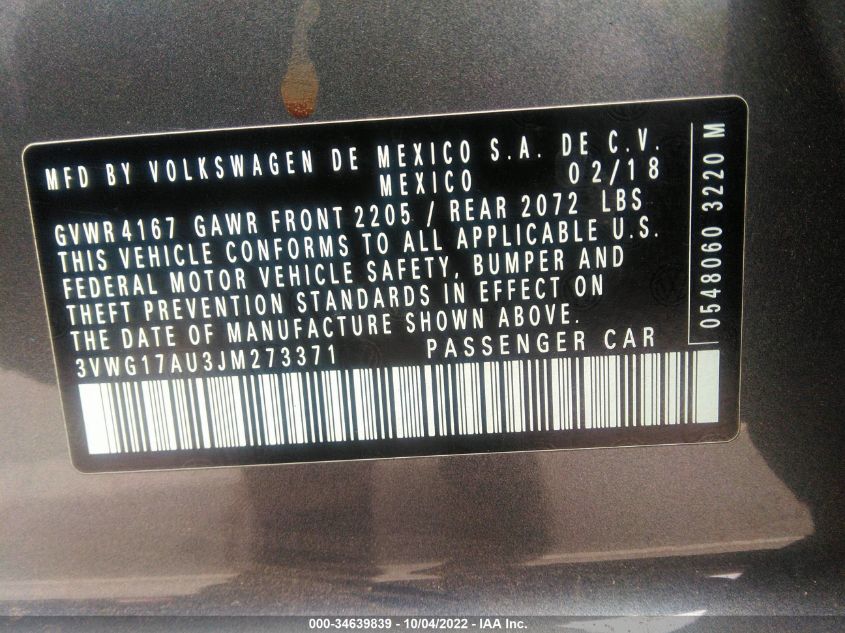 MFD BY VOLKSWAGEN DE MEXICO S.A. DE C.V.
MEXICO 02/18
GVWR 4167 GAWR FRONT 2205 / REAR 2072 LBS
THIS VEHICLE CONFORMS TO ALL APPLICABLE U.S.
FEDERAL MOTOR VEHICLE SAFETY, BUMPER AND
THEFT PREVENTION STANDARDS IN EFFECT ON
THE DATE OF MANUFACTURE SHOWN ABOVE.
3VWG17AU3JM273371 PASSENGER CAR
0548060 3220 M
000-34639839 - 10/04/2022 - IAA Inc.